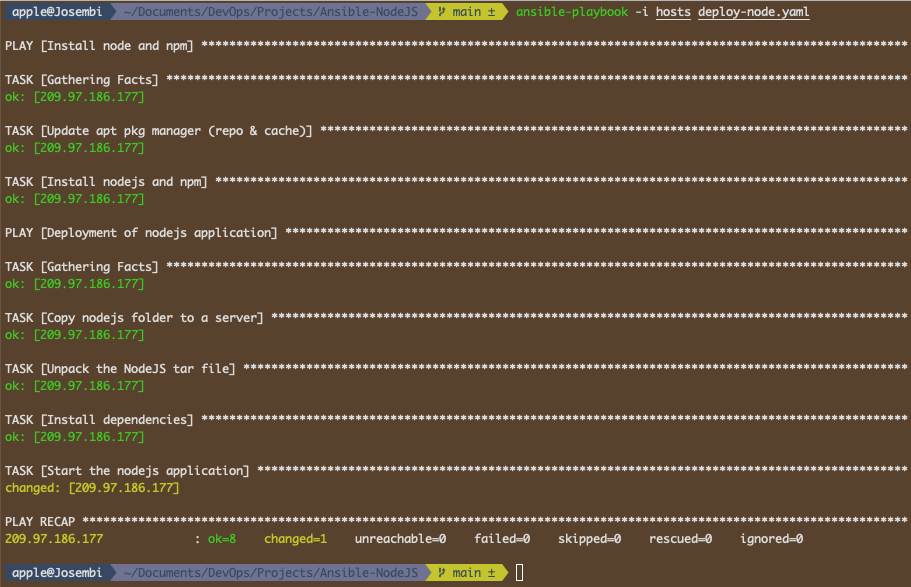 apple@Josembi ~/Documents/DevOps/Projects/Ansible-NodeJS main ± ansible-playbook -i hosts deploy-node.yaml
PLAY [Install node and npm] *****************************************************************************************************
TASK [Gathering Facts] **********************************************************************************************************
ok: [209.97.186.177]
TASK [Update apt pkg manager (repo & cache)] ************************************************************************************
ok: [209.97.186.177]
TASK [Install nodejs and npm] ***************************************************************************************************
ok: [209.97.186.177]
PLAY [Deployment of nodejs application] *****************************************************************************************
TASK [Gathering Facts] **********************************************************************************************************
ok: [209.97.186.177]
TASK [Copy nodejs folder to a server] *******************************************************************************************
ok: [209.97.186.177]
TASK [Unpack the NodeJS tar file] ***********************************************************************************************
ok: [209.97.186.177]
TASK [Install dependencies] *****************************************************************************************************
ok: [209.97.186.177]
TASK [Start the nodejs application] *********************************************************************************************
changed: [209.97.186.177]
PLAY RECAP **********************************************************************************************************************
209.97.186.177 : ok=8 changed=1 unreachable=0 failed=0 skipped=0 rescued=0 ignored=0
apple@Josembi ~/Documents/DevOps/Projects/Ansible-NodeJS main ±